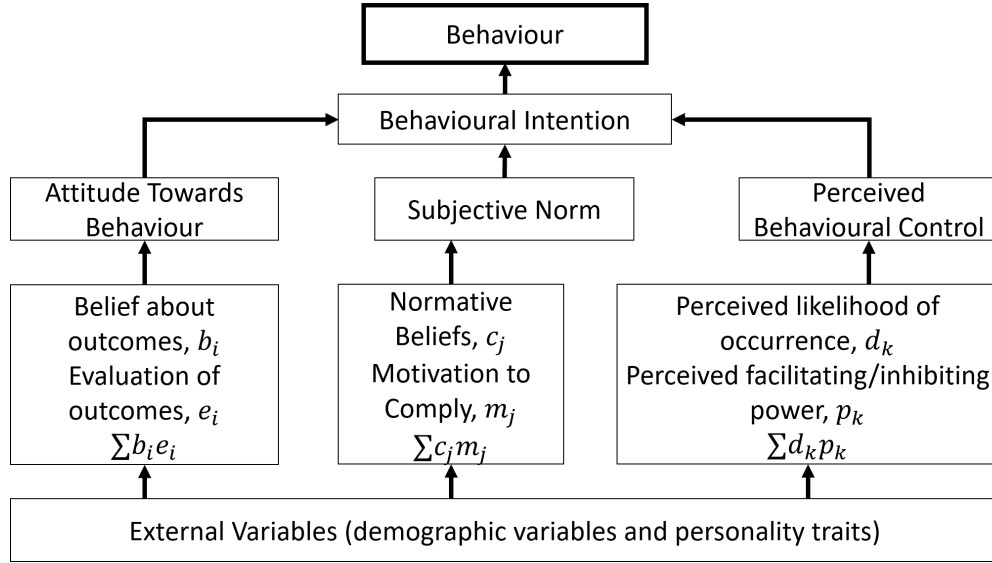 Behaviour
Behavioural Intention
Attitude Towards
Behaviour
Subjective Norm
Perceived
Behavioural Control
Belief about
outcomes, bᵢ
Evaluation of
outcomes, eᵢ
∑bᵢeᵢ
Normative
Beliefs, cⱼ
Motivation to
Comply, mⱼ
∑cⱼmⱼ
Perceived likelihood of
occurrence, dₖ
Perceived facilitating/inhibiting
power, pₖ
∑dₖpₖ
External Variables (demographic variables and personality traits)